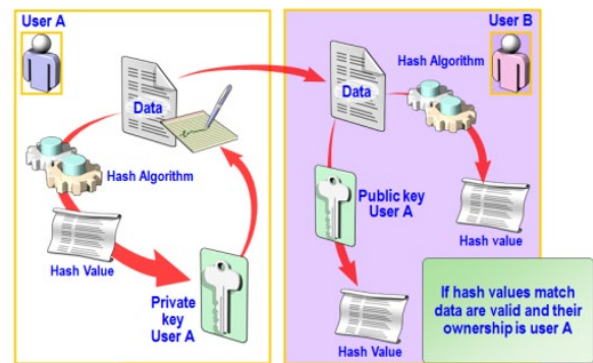 User A
Data
Hash Algorithm
Hash Value
Private
key
User A
User B
Hash Algorithm
Data
Public key
User A
Hash value
Hash Value
If hash values match
data are valid and their
ownership is user A